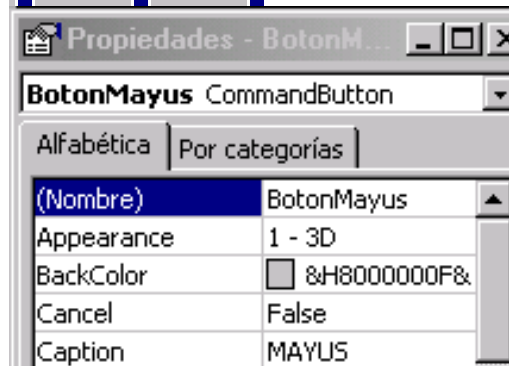 Propiedades - BotonM...
BotonMayus CommandButton
Alfabética Por categorías
(Nombre) BotonMayus
Appearance 1 - 3D
BackColor &H8000000F&
Cancel False
Caption MAYUS